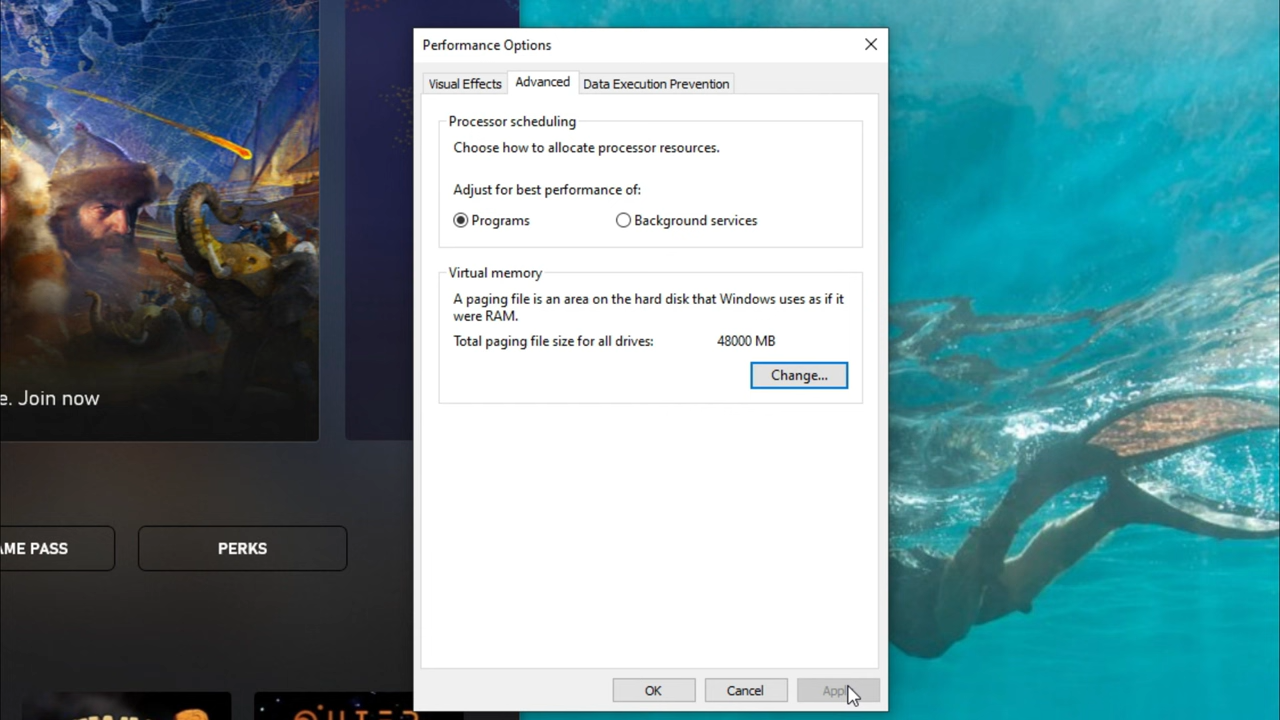 Performance Options
Visual Effects
Advanced
Data Execution Prevention
Processor scheduling
Choose how to allocate processor resources.
Adjust for best performance of:
Programs
Background services
Virtual memory
A paging file is an area on the hard disk that Windows uses as if it
were RAM.
Total paging file size for all drives:
48000 MB
Change...
OK
Cancel
e. Join now
AME PASS
PERKS